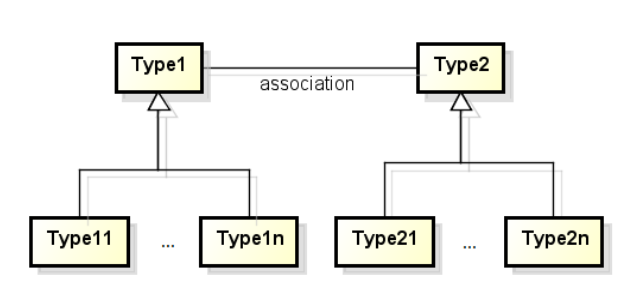 Type1
Type2
association
Type11
...
Type1n
Type21
...
Type2n